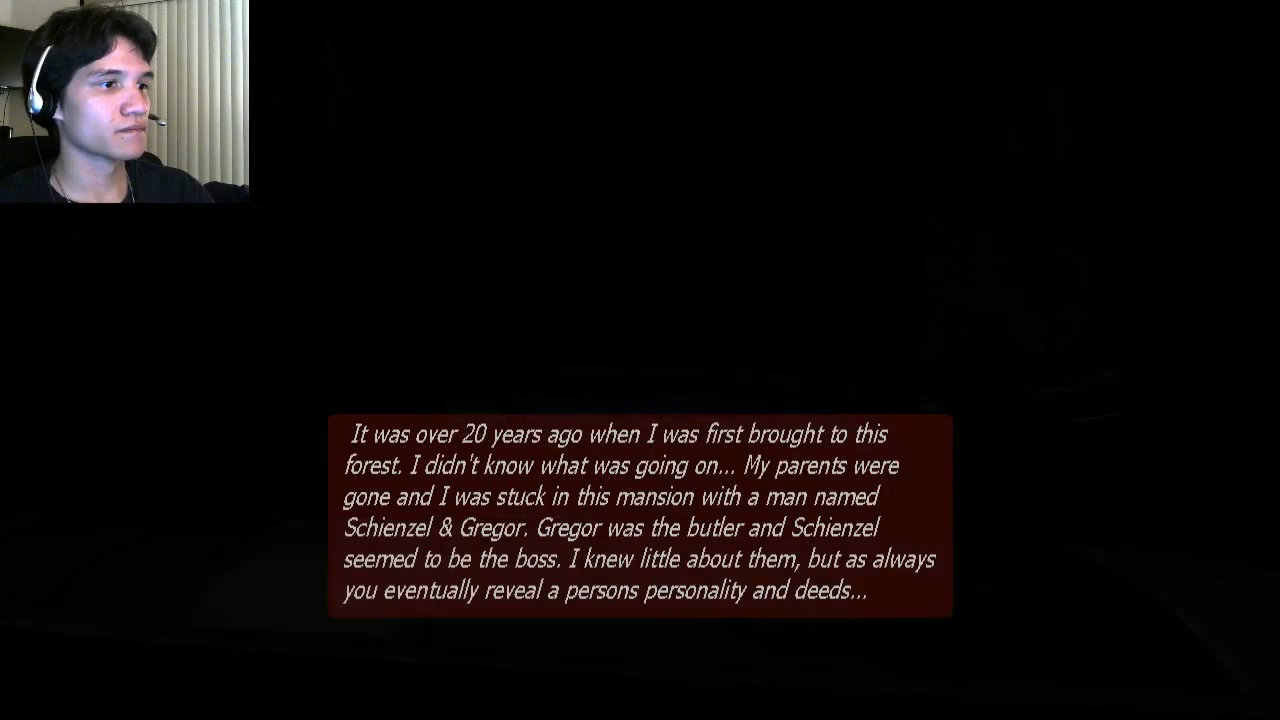 It was over 20 years ago when I was first brought to this
forest. I didn't know what was going on... My parents were
gone and I was stuck in this mansion with a man named
Schienzel & Gregor. Gregor was the butler and Schienzel
seemed to be the boss. I knew little about them, but as always
you eventually reveal a persons personality and deeds...